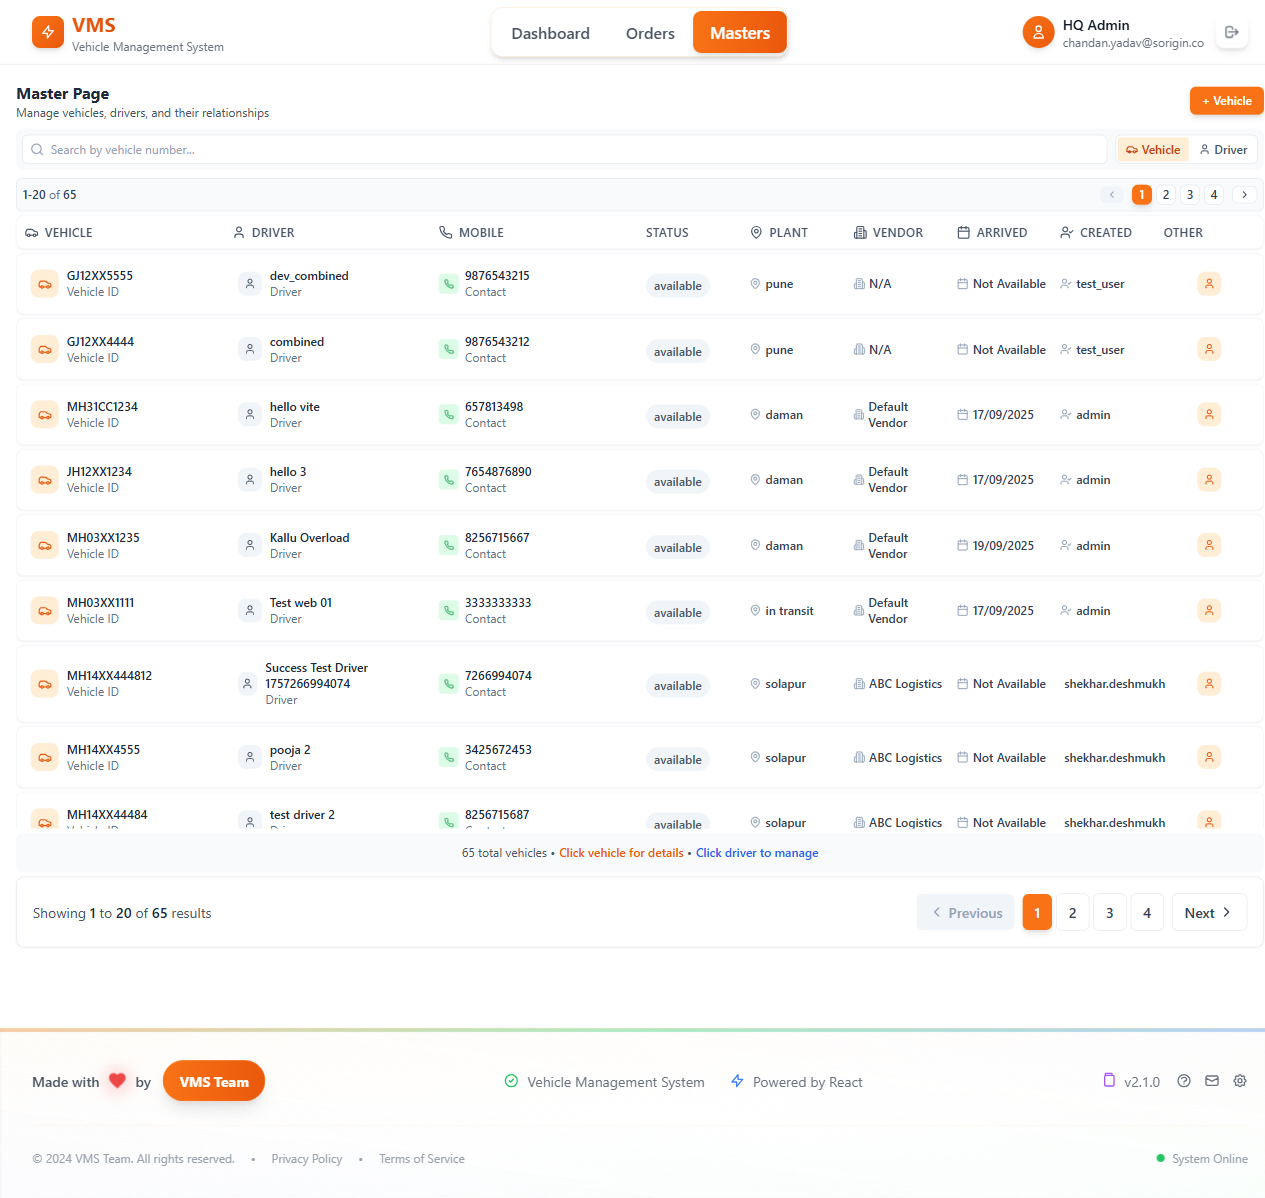 VMS
Vehicle Management System
Dashboard Orders Masters
HQ Admin
chandan.yadav@sorigin.co
Master Page
Manage vehicles, drivers, and their relationships
+ Vehicle
Search by vehicle number...
Vehicle Driver
1-20 of 65
1 2 3 4
VEHICLE DRIVER MOBILE STATUS PLANT VENDOR ARRIVED CREATED OTHER
GJ12XX5555 dev_combined 9876543215
Vehicle ID Driver Contact
available pune N/A Not Available test_user
GJ12XX4444 combined 9876543212
Vehicle ID Driver Contact
available pune N/A Not Available test_user
MH31CC1234 hello vite 657813498
Vehicle ID Driver Contact
available daman Default Vendor 17/09/2025 admin
JH12XX1234 hello 3 7654876890
Vehicle ID Driver Contact
available daman Default Vendor 17/09/2025 admin
MH03XX1235 Kallu Overload 8256715667
Vehicle ID Driver Contact
available daman Default Vendor 19/09/2025 admin
MH03XX1111 Test web 01 3333333333
Vehicle ID Driver Contact
available in transit Default Vendor 17/09/2025 admin
MH14XX444812 Success Test Driver 1757266994074 7266994074
Vehicle ID Driver Contact
available solapur ABC Logistics Not Available shekhar.deshmukh
MH14XX4555 pooja 2 3425672453
Vehicle ID Driver Contact
available solapur ABC Logistics Not Available shekhar.deshmukh
MH14XX44484 test driver 2 8256715687
available solapur ABC Logistics Not Available shekhar.deshmukh
65 total vehicles • Click vehicle for details • Click driver to manage
Showing 1 to 20 of 65 results
Previous 1 2 3 4 Next
Made with by VMS Team
Vehicle Management System Powered by React
v2.1.0
© 2024 VMS Team. All rights reserved. • Privacy Policy • Terms of Service
System Online